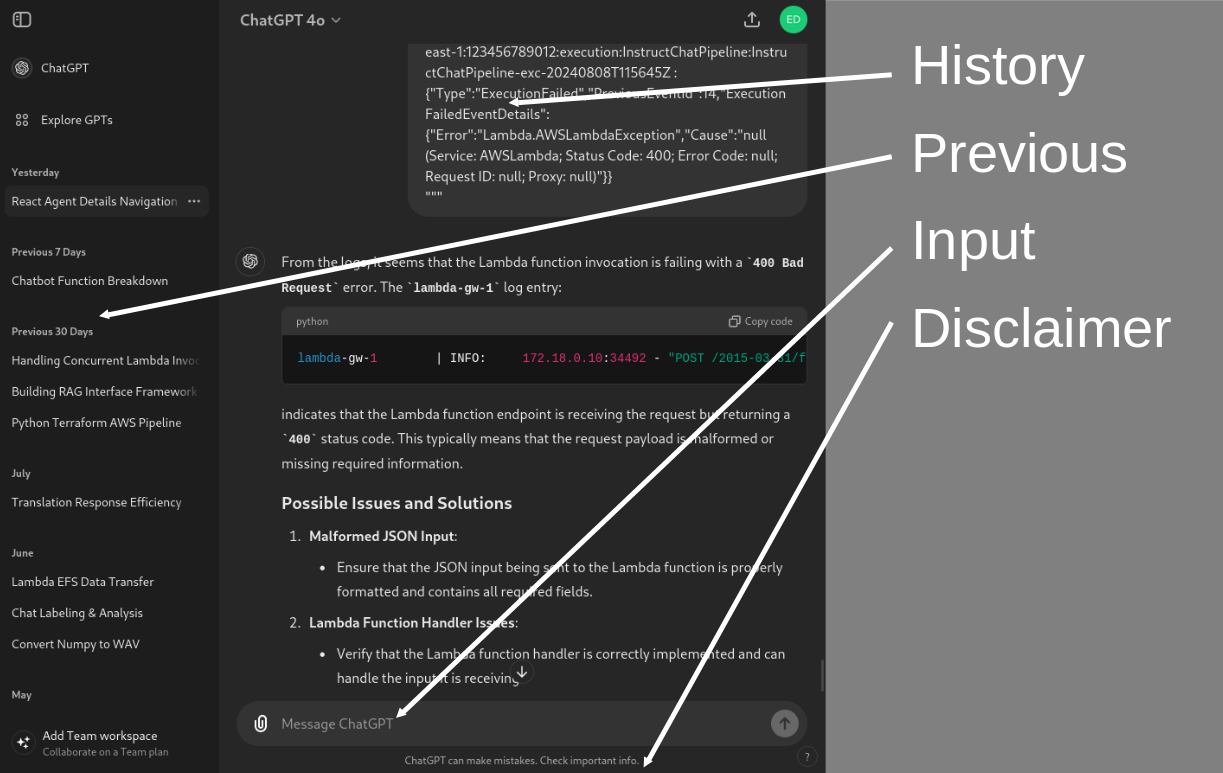 ChatGPT
Explore GPTs
Yesterday
React Agent Details Navigation
Previous 7 Days
Chatbot Function Breakdown
Previous 30 Days
Handling Concurrent Lambda Invoc
Building RAG Interface Framework
Python Terraform AWS Pipeline
July
Translation Response Efficiency
June
Lambda EFS Data Transfer
Chat Labeling & Analysis
Convert Numpy to WAV
May
Add Team workspace
Collaborate on a Team plan
ChatGPT 4o
ED
east-1:123456789012:execution:InstructChatPipeline:Instru
ctChatPipeline-exc-20240808T115645Z :
{"Type":"ExecutionFailed","PreviousEventId":14,"Execution
FailedEventDetails":
{"Error":"Lambda.AWSLambdaException","Cause":"null
(Service: AWSLambda; Status Code: 400; Error Code: null;
Request ID: null; Proxy: null)"}}
"""
From the logs, it seems that the Lambda function invocation is failing with a `400 Bad
Request` error. The `lambda-gw-1` log entry:
python
Copy code
lambda-gw-1 | INFO: 172.18.0.10:34492 - "POST /2015-03-31/f
indicates that the Lambda function endpoint is receiving the request but returning a
`400` status code. This typically means that the request payload is malformed or
missing required information.
Possible Issues and Solutions
1. Malformed JSON Input:
• Ensure that the JSON input being sent to the Lambda function is properly
formatted and contains all required fields.
2. Lambda Function Handler Issues:
• Verify that the Lambda function handler is correctly implemented and can
handle the input it is receiving.
Message ChatGPT
ChatGPT can make mistakes. Check important info.
?
History
Previous
Input
Disclaimer